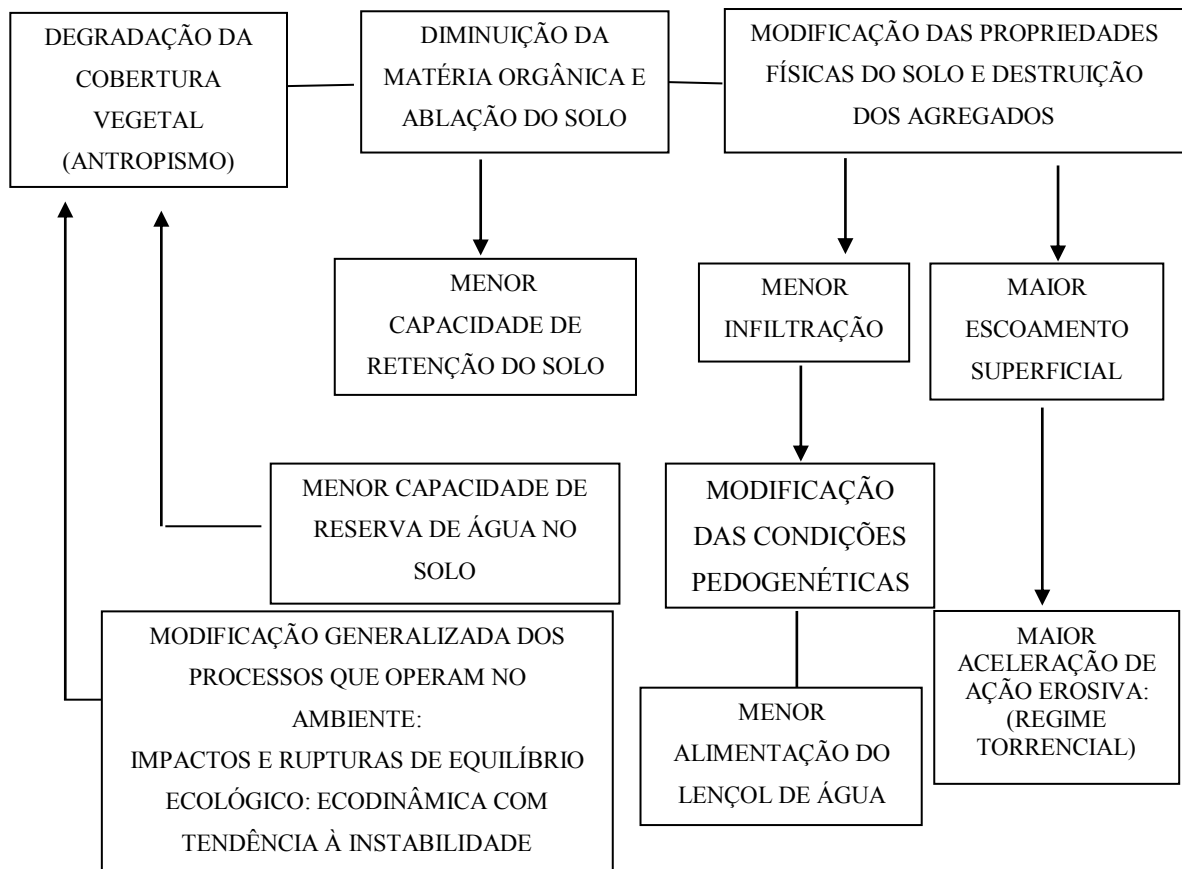 DEGRADAÇÃO DA
COBERTURA
VEGETAL
(ANTROPISMO)
DIMINUIÇÃO DA
MATÉRIA ORGÂNICA E
ABLAÇÃO DO SOLO
MODIFICAÇÃO DAS PROPRIEDADES
FÍSICAS DO SOLO E DESTRUIÇÃO
DOS AGREGADOS
MENOR
CAPACIDADE DE
RETENÇÃO DO SOLO
MENOR
INFILTRAÇÃO
MAIOR
ESCOAMENTO
SUPERFICIAL
MENOR CAPACIDADE DE
RESERVA DE ÁGUA NO
SOLO
MODIFICAÇÃO
DAS CONDIÇÕES
PEDOGENÉTICAS
MODIFICAÇÃO GENERALIZADA DOS
PROCESSOS QUE OPERAM NO
AMBIENTE:
IMPACTOS E RUPTURAS DE EQUILÍBRIO
ECOLÓGICO: ECODINÂMICA COM
TENDÊNCIA À INSTABILIDADE
MENOR
ALIMENTAÇÃO DO
LENÇOL DE ÁGUA
MAIOR
ACELERAÇÃO DE
AÇÃO EROSIVA:
(REGIME
TORRENCIAL)